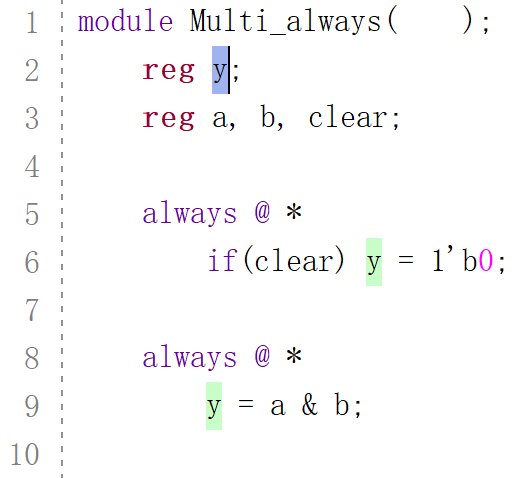 1 module Multi_always(    );
2     reg y;
3     reg a, b, clear;
4
5     always @ *
6         if(clear) y = 1'b0;
7
8     always @ *
9         y = a & b;
10